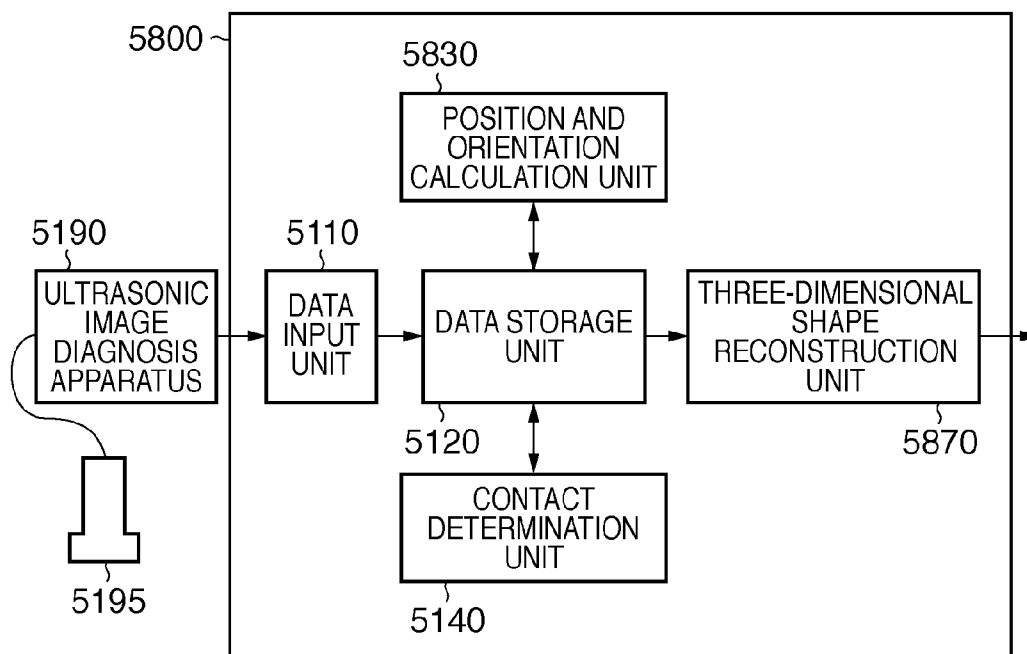 5800
5830
POSITION AND
ORIENTATION
CALCULATION UNIT
5190
ULTRASONIC
IMAGE
DIAGNOSIS
APPARATUS
5110
DATA
INPUT
UNIT
DATA STORAGE
UNIT
5120
THREE-DIMENSIONAL
SHAPE
RECONSTRUCTION
UNIT
5870
CONTACT
DETERMINATION
UNIT
5140
5195